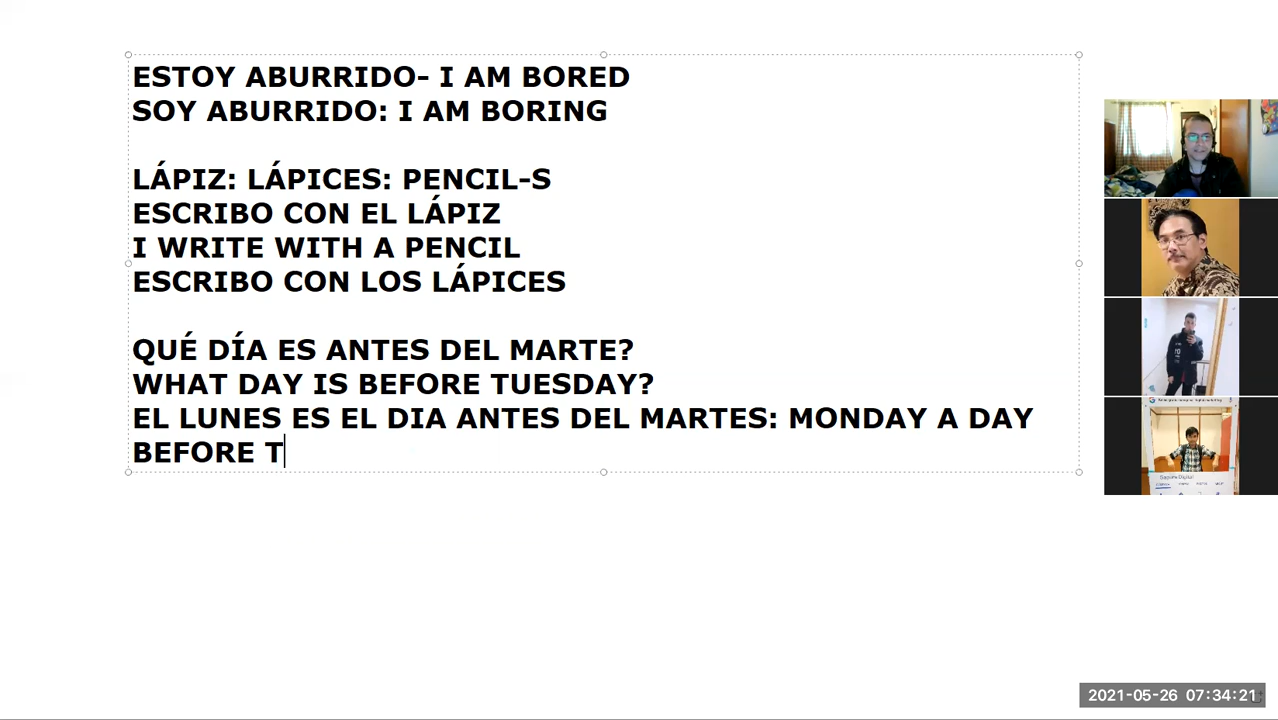 ESTOY ABURRIDO- I AM BORED
SOY ABURRIDO: I AM BORING
LÁPIZ: LÁPICES: PENCIL-S
ESCRIBO CON EL LÁPIZ
I WRITE WITH A PENCIL
ESCRIBO CON LOS LÁPICES
QUÉ DÍA ES ANTES DEL MARTE?
WHAT DAY IS BEFORE TUESDAY?
EL LUNES ES EL DIA ANTES DEL MARTES: MONDAY A DAY
BEFORE T
2021-05-26 07:34:21